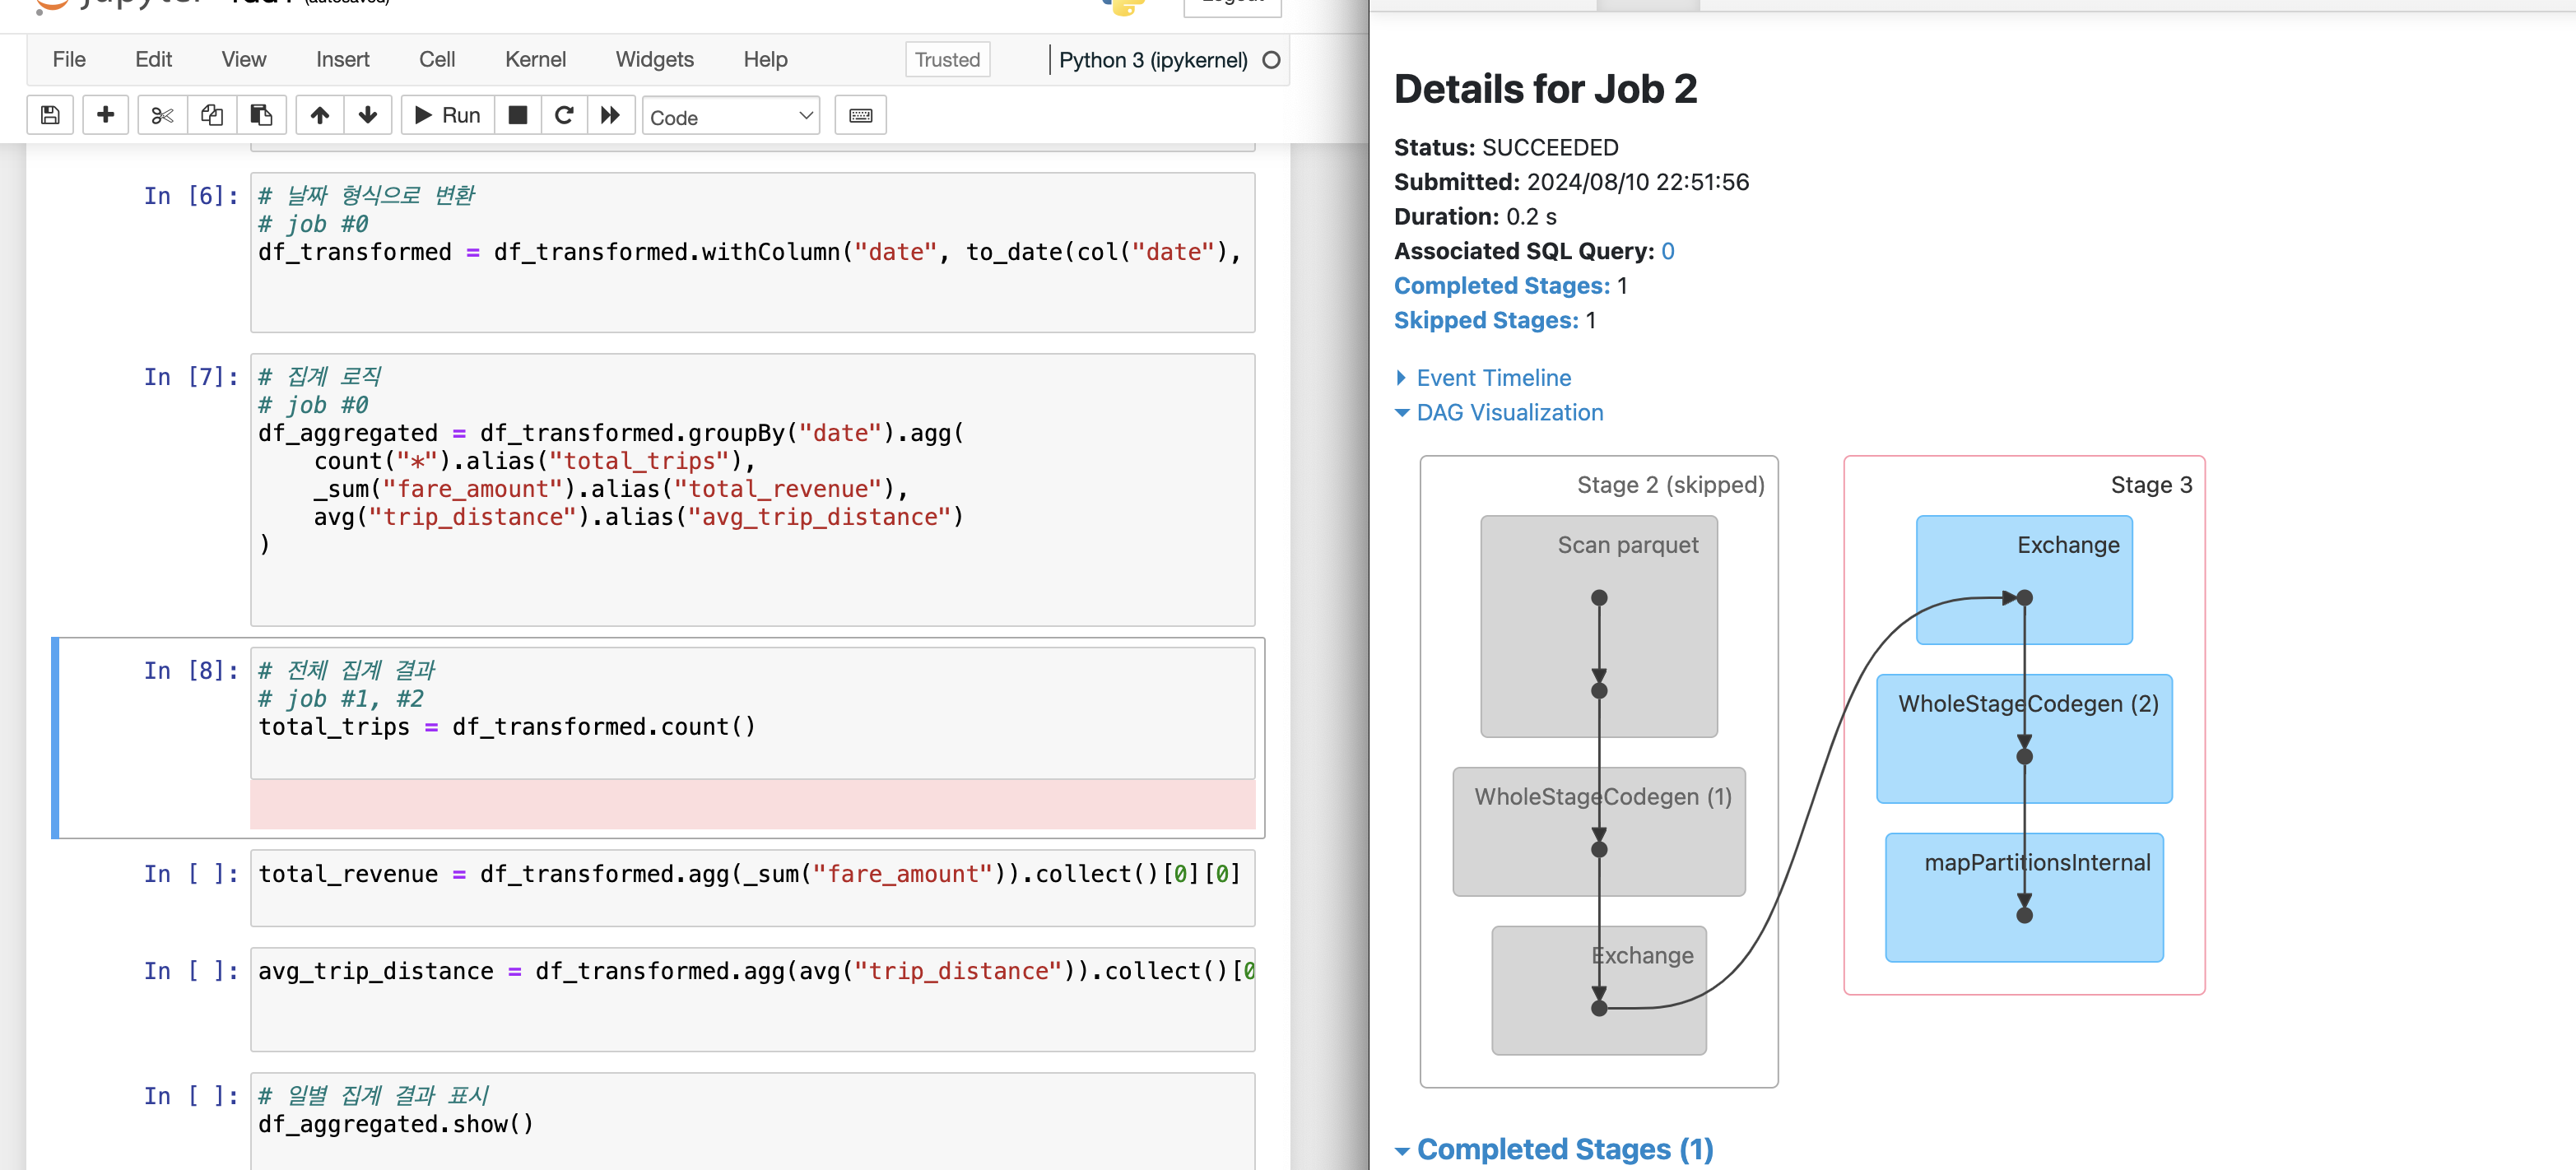 (autosaved)
File Edit View Insert Cell Kernel Widgets Help Trusted Python 3 (ipykernel)
Run Code
In [6]: # 날짜 형식으로 변환
# job #0
df_transformed = df_transformed.withColumn("date", to_date(col("date"),
In [7]: # 집계 로직
# job #0
df_aggregated = df_transformed.groupBy("date").agg(
count("*").alias("total_trips"),
_sum("fare_amount").alias("total_revenue"),
avg("trip_distance").alias("avg_trip_distance")
)
In [8]: # 전체 집계 결과
# job #1, #2
total_trips = df_transformed.count()
In [ ]: total_revenue = df_transformed.agg(_sum("fare_amount")).collect()[0][0]
In [ ]: avg_trip_distance = df_transformed.agg(avg("trip_distance")).collect()[0
In [ ]: # 일별 집계 결과 표시
df_aggregated.show()
Details for Job 2
Status: SUCCEEDED
Submitted: 2024/08/10 22:51:56
Duration: 0.2 s
Associated SQL Query: 0
Completed Stages: 1
Skipped Stages: 1
Event Timeline
DAG Visualization
Stage 2 (skipped)
Scan parquet
WholeStageCodegen (1)
Exchange
Stage 3
Exchange
WholeStageCodegen (2)
mapPartitionsInternal
Completed Stages (1)